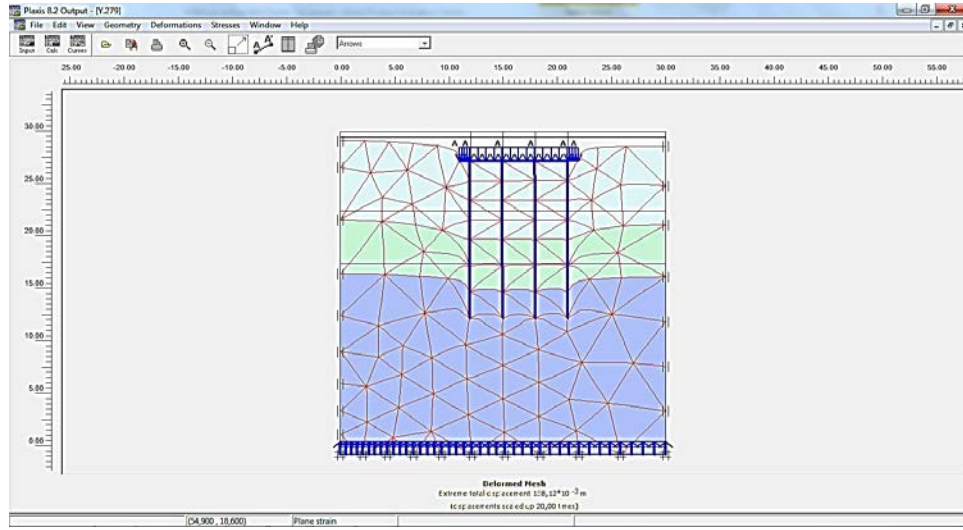 Plaxis 8.2 Output - [Y.279]
File Edit View Geometry Deformations Stresses Window Help
Input Calc Curves Arrows
25.00 -20.00 -15.00 -10.00 -5.00 0.00 5.00 10.00 15.00 20.00 25.00 30.00 35.00 40.00 45.00 50.00 55.00
30.00
25.00
20.00
15.00
10.00
5.00
0.00
A A A A A
Deformed Mesh
Extreme total displacement 138,12*10 -3 m
(displacements scaled up 20,00 times)
(54,900 , 18,600) Plane strain